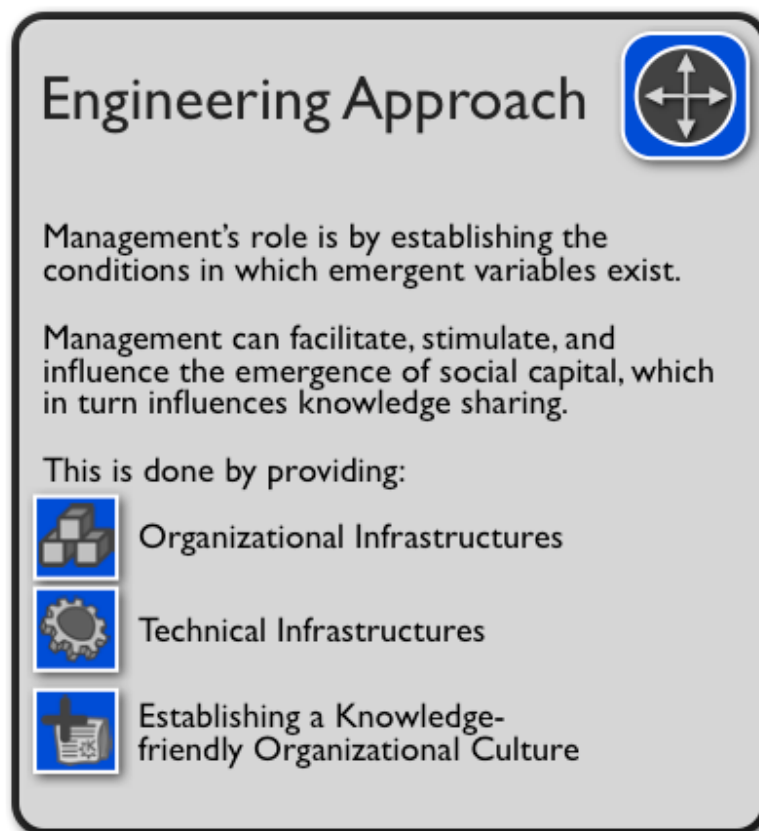 Engineering Approach
Management’s role is by establishing the
conditions in which emergent variables exist.
Management can facilitate, stimulate, and
influence the emergence of social capital, which
in turn influences knowledge sharing.
This is done by providing:
Organizational Infrastructures
Technical Infrastructures
Establishing a Knowledge-
friendly Organizational Culture